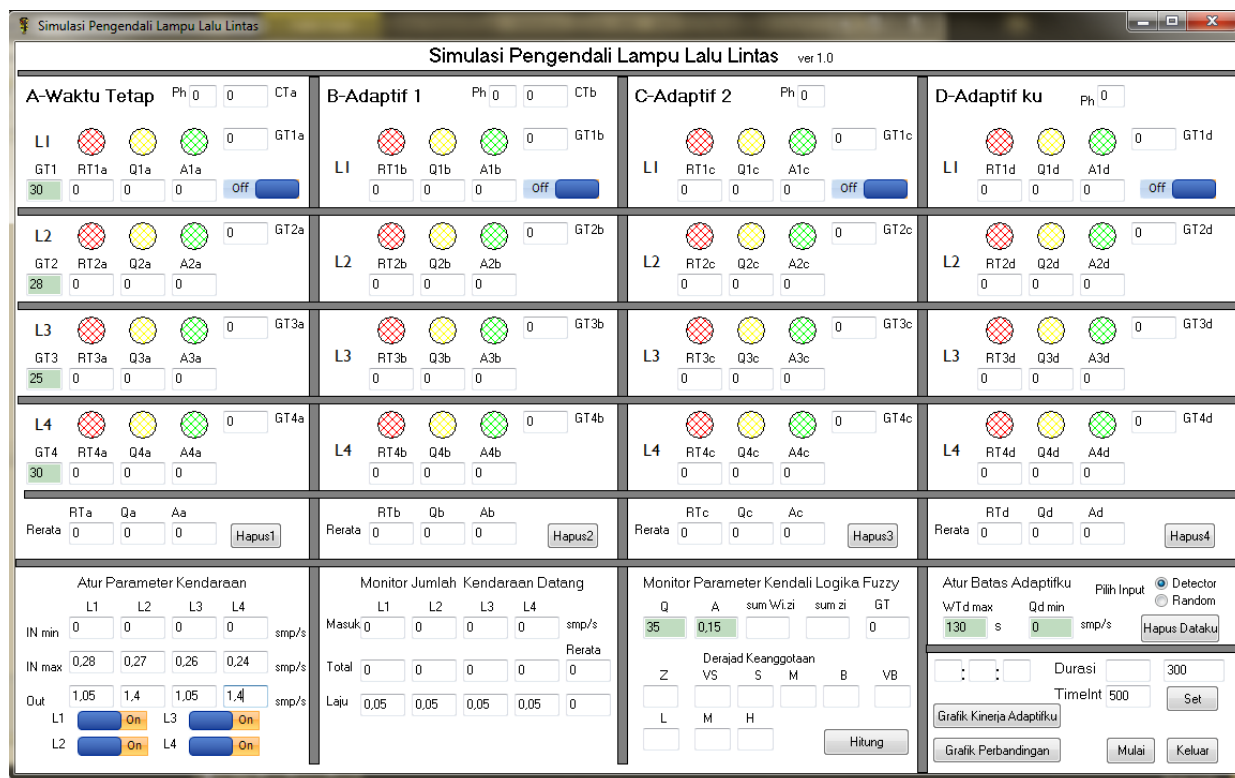 Simulasi Pengendali Lampu Lalu Lintas
Simulasi Pengendali Lampu Lalu Lintas ver 1.0
A-Waktu Tetap Ph 0 0 CTa
L1 0 GT1a
GT1 RT1a Q1a A1a
30 0 0 0 Off
L2 0 GT2a
GT2 RT2a Q2a A2a
28 0 0 0
L3 0 GT3a
GT3 RT3a Q3a A3a
25 0 0 0
L4 0 GT4a
GT4 RT4a Q4a A4a
30 0 0 0
RTa Qa Aa
Rerata 0 0 0 Hapus1
B-Adaptif 1 Ph 0 0 CTb
0 GT1b
L1 RT1b Q1b A1b
0 0 0 Off
0 GT2b
L2 RT2b Q2b A2b
0 0 0
0 GT3b
L3 RT3b Q3b A3b
0 0 0
0 GT4b
L4 RT4b Q4b A4b
0 0 0
RTb Qb Ab
Rerata 0 0 0 Hapus2
C-Adaptif 2 Ph 0
0 GT1c
L1 RT1c Q1c A1c
0 0 0 Off
0 GT2c
L2 RT2c Q2c A2c
0 0 0
0 GT3c
L3 RT3c Q3c A3c
0 0 0
0 GT4c
L4 RT4c Q4c A4c
0 0 0
RTc Qc Ac
Rerata 0 0 0 Hapus3
D-Adaptif ku Ph 0
0 GT1d
L1 RT1d Q1d A1d
0 0 0 Off
0 GT2d
L2 RT2d Q2d A2d
0 0 0
0 GT3d
L3 RT3d Q3d A3d
0 0 0
0 GT4d
L4 RT4d Q4d A4d
0 0 0
RTd Qd Ad
Rerata 0 0 0 Hapus4
Atur Parameter Kendaraan
L1 L2 L3 L4
IN min 0 0 0 0 smp/s
IN max 0,28 0,27 0,26 0,24 smp/s
Out 1,05 1,4 1,05 1,4 smp/s
L1 On L3 On
L2 On L4 On
Monitor Jumlah Kendaraan Datang
L1 L2 L3 L4
Masuk 0 0 0 0 smp/s
Rerata
Total 0 0 0 0 0
Laju 0,05 0,05 0,05 0,05 0
Monitor Parameter Kendali Logika Fuzzy
Q A sum Wi.zi sum zi GT
35 0,15 0
Derajad Keanggotaan
Z VS S M B VB
L M H
Hitung
Atur Batas Adaptifku Pilih Input Detector
Random
WTd max Qd min
130 s 0 smp/s Hapus Dataku
: : Durasi 300
TimeInt 500 Set
Grafik Kinerja Adaptifku
Grafik Perbandingan Mulai Keluar